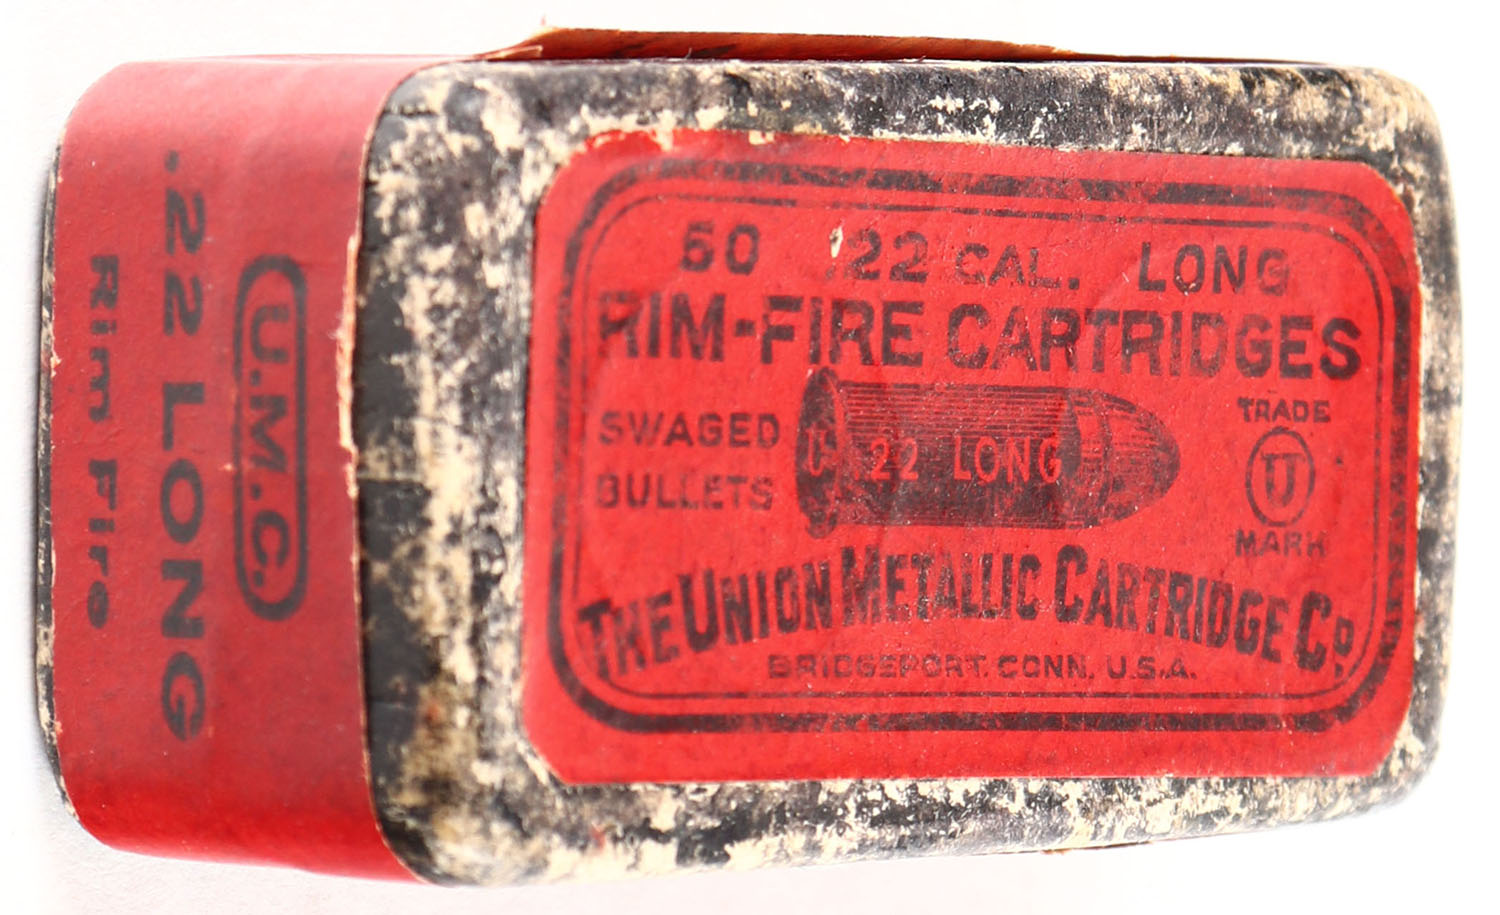 50 .22 CAL. LONG
RIM-FIRE CARTRIDGES
SWAGED
BULLETS
U
.22 LONG
TRADE
U
MARK
THE UNION METALLIC CARTRIDGE CO.
BRIDGEPORT. CONN. U.S.A.
U.M.C.
.22 LONG
Rim Fire